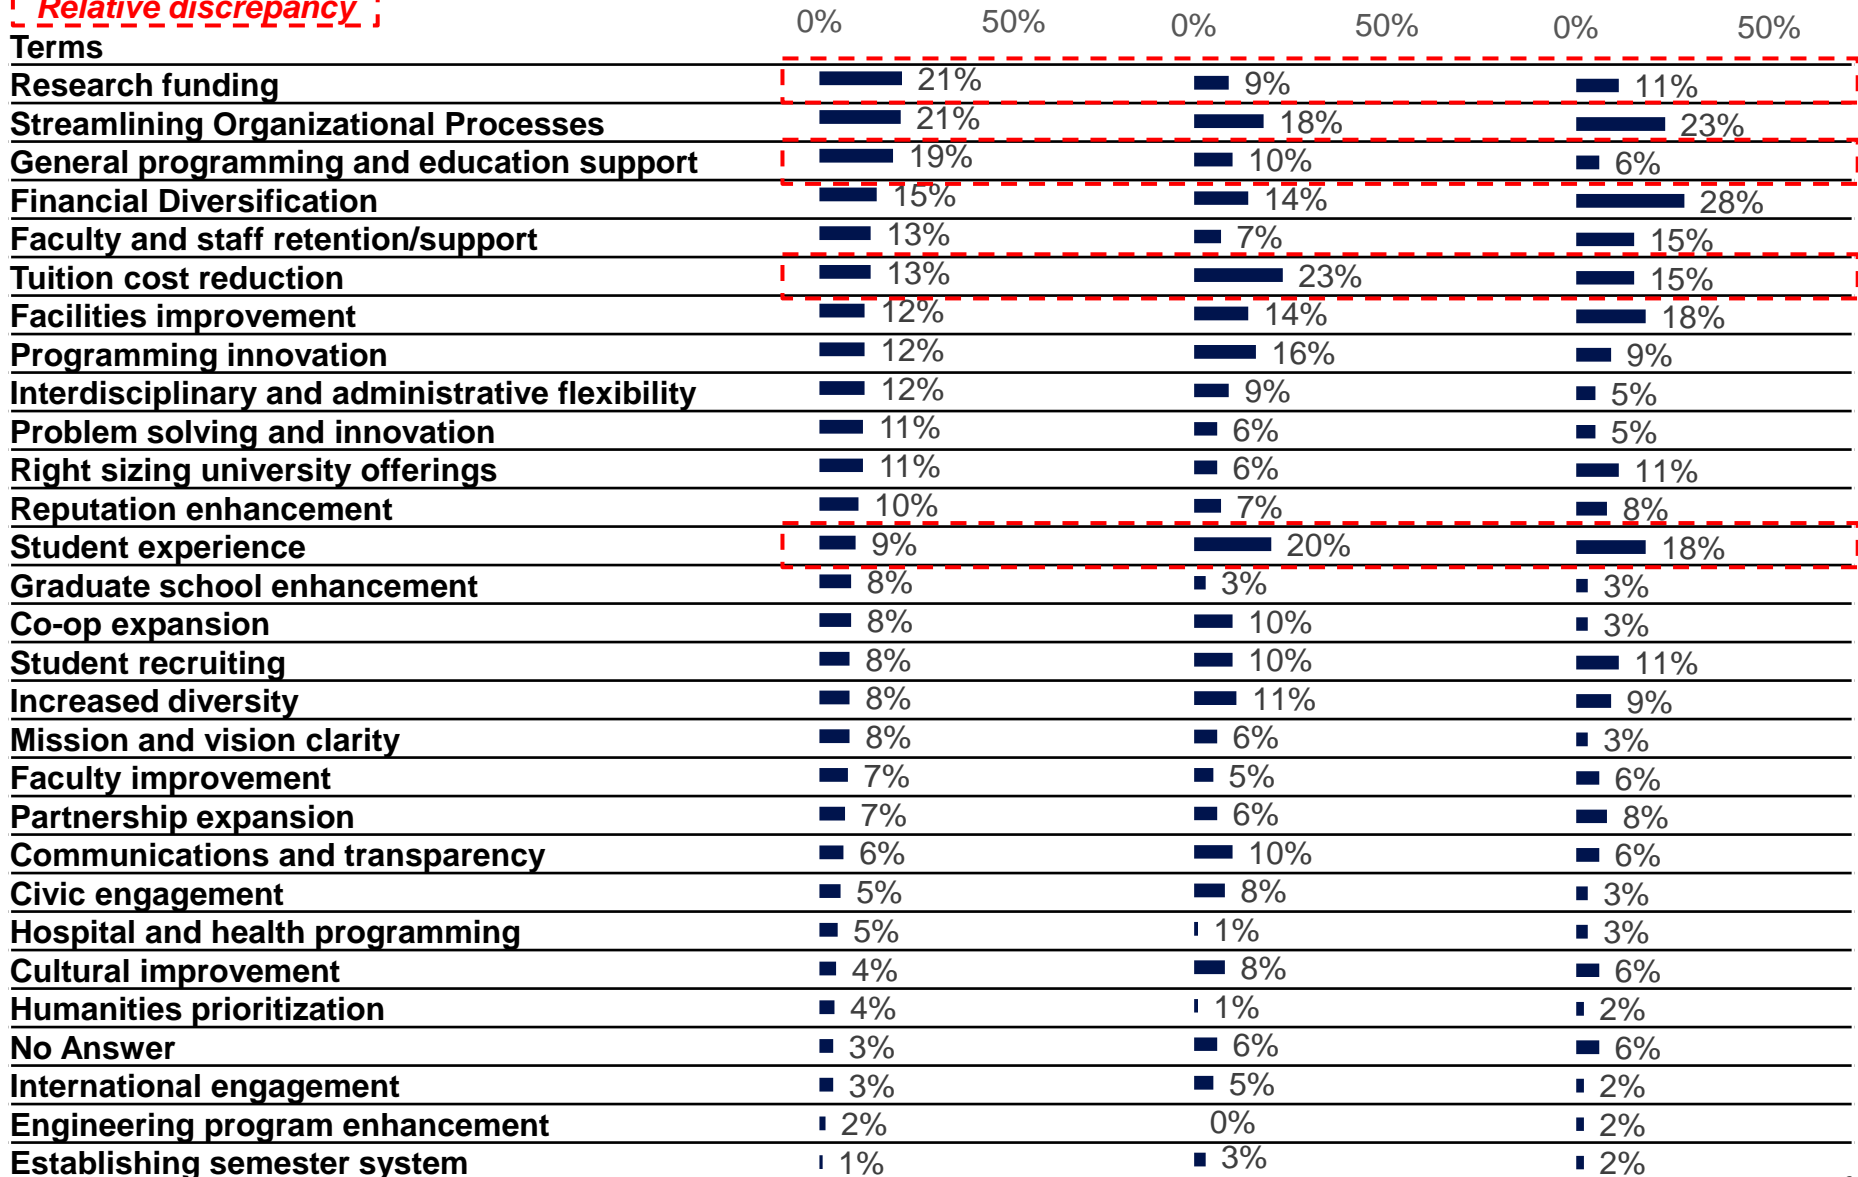 Relative discrepancy
0% 50% 0% 50% 0% 50%
Terms
Research funding 21% 9% 11%
Streamlining Organizational Processes 21% 18% 23%
General programming and education support 19% 10% 6%
Financial Diversification 15% 14% 28%
Faculty and staff retention/support 13% 7% 15%
Tuition cost reduction 13% 23% 15%
Facilities improvement 12% 14% 18%
Programming innovation 12% 16% 9%
Interdisciplinary and administrative flexibility 12% 9% 5%
Problem solving and innovation 11% 6% 5%
Right sizing university offerings 11% 6% 11%
Reputation enhancement 10% 7% 8%
Student experience 9% 20% 18%
Graduate school enhancement 8% 3% 3%
Co-op expansion 8% 10% 3%
Student recruiting 8% 10% 11%
Increased diversity 8% 11% 9%
Mission and vision clarity 8% 6% 3%
Faculty improvement 7% 5% 6%
Partnership expansion 7% 6% 8%
Communications and transparency 6% 10% 6%
Civic engagement 5% 8% 3%
Hospital and health programming 5% 1% 3%
Cultural improvement 4% 8% 6%
Humanities prioritization 4% 1% 2%
No Answer 3% 6% 6%
International engagement 3% 5% 2%
Engineering program enhancement 2% 0% 2%
Establishing semester system 1% 3% 2%